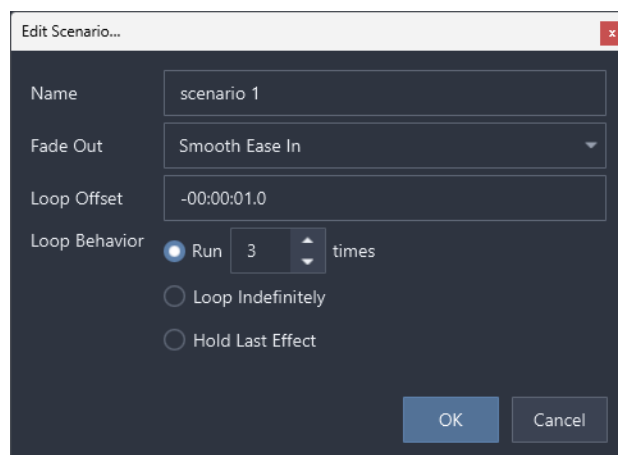 Edit Scenario...
x
Name scenario 1
Fade Out Smooth Ease In
Loop Offset -00:00:01.0
Loop Behavior Run 3 times
Loop Indefinitely
Hold Last Effect
OK Cancel